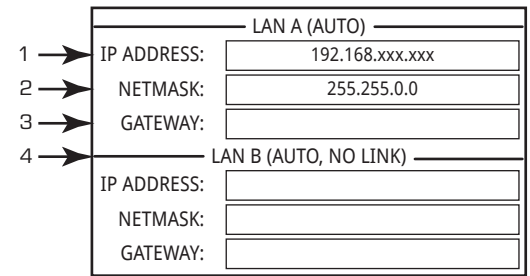 LAN A (AUTO)
1 IP ADDRESS: 192.168.xxx.xxx
2 NETMASK: 255.255.0.0
3 GATEWAY:
4 LAN B (AUTO, NO LINK)
IP ADDRESS:
NETMASK:
GATEWAY: